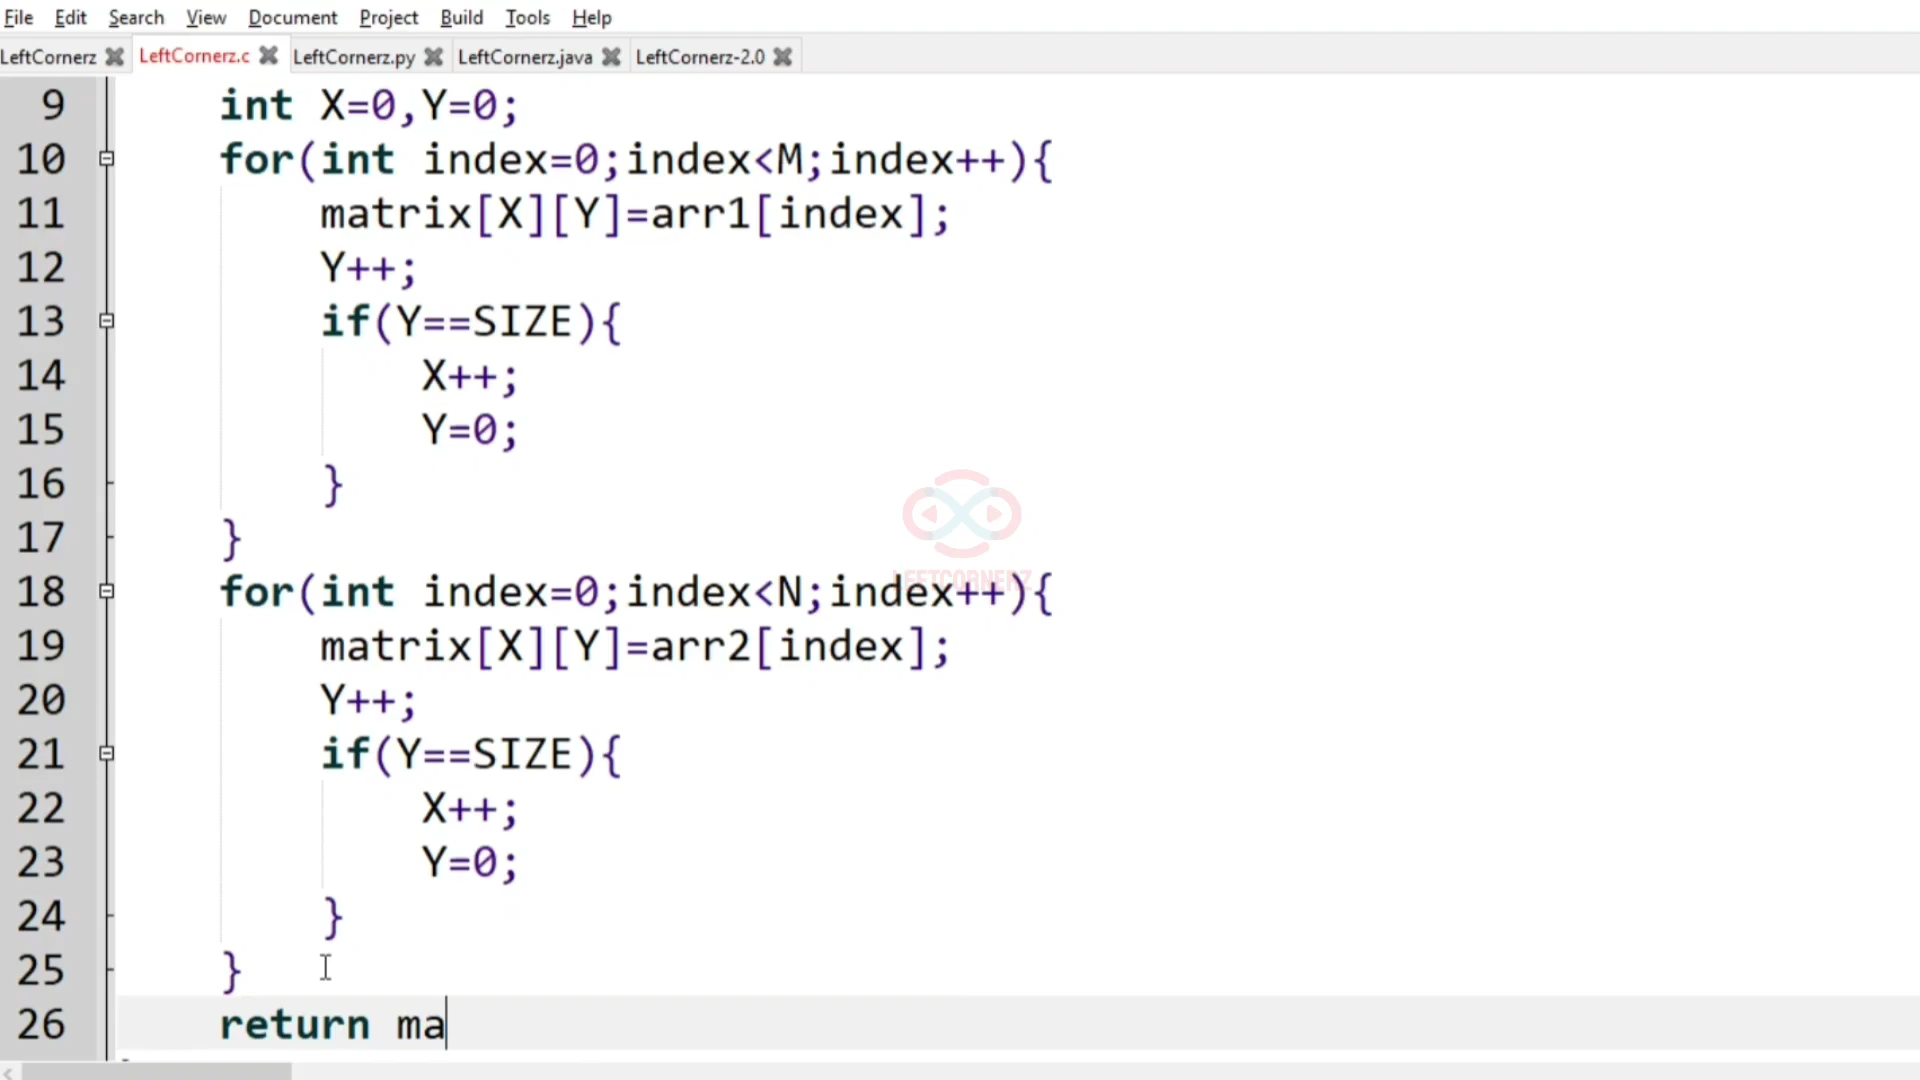 File Edit Search View Document Project Build Tools Help
LeftCornerz LeftCornerz.c LeftCornerz.py LeftCornerz.java LeftCornerz-2.0
9 int X=0,Y=0;
10 for(int index=0;index<M;index++){
11 matrix[X][Y]=arr1[index];
12 Y++;
13 if(Y==SIZE){
14 X++;
15 Y=0;
16 }
17 }
LEFTCORNERZ
18 for(int index=0;index<N;index++){
19 matrix[X][Y]=arr2[index];
20 Y++;
21 if(Y==SIZE){
22 X++;
23 Y=0;
24 }
25 }
26 return ma